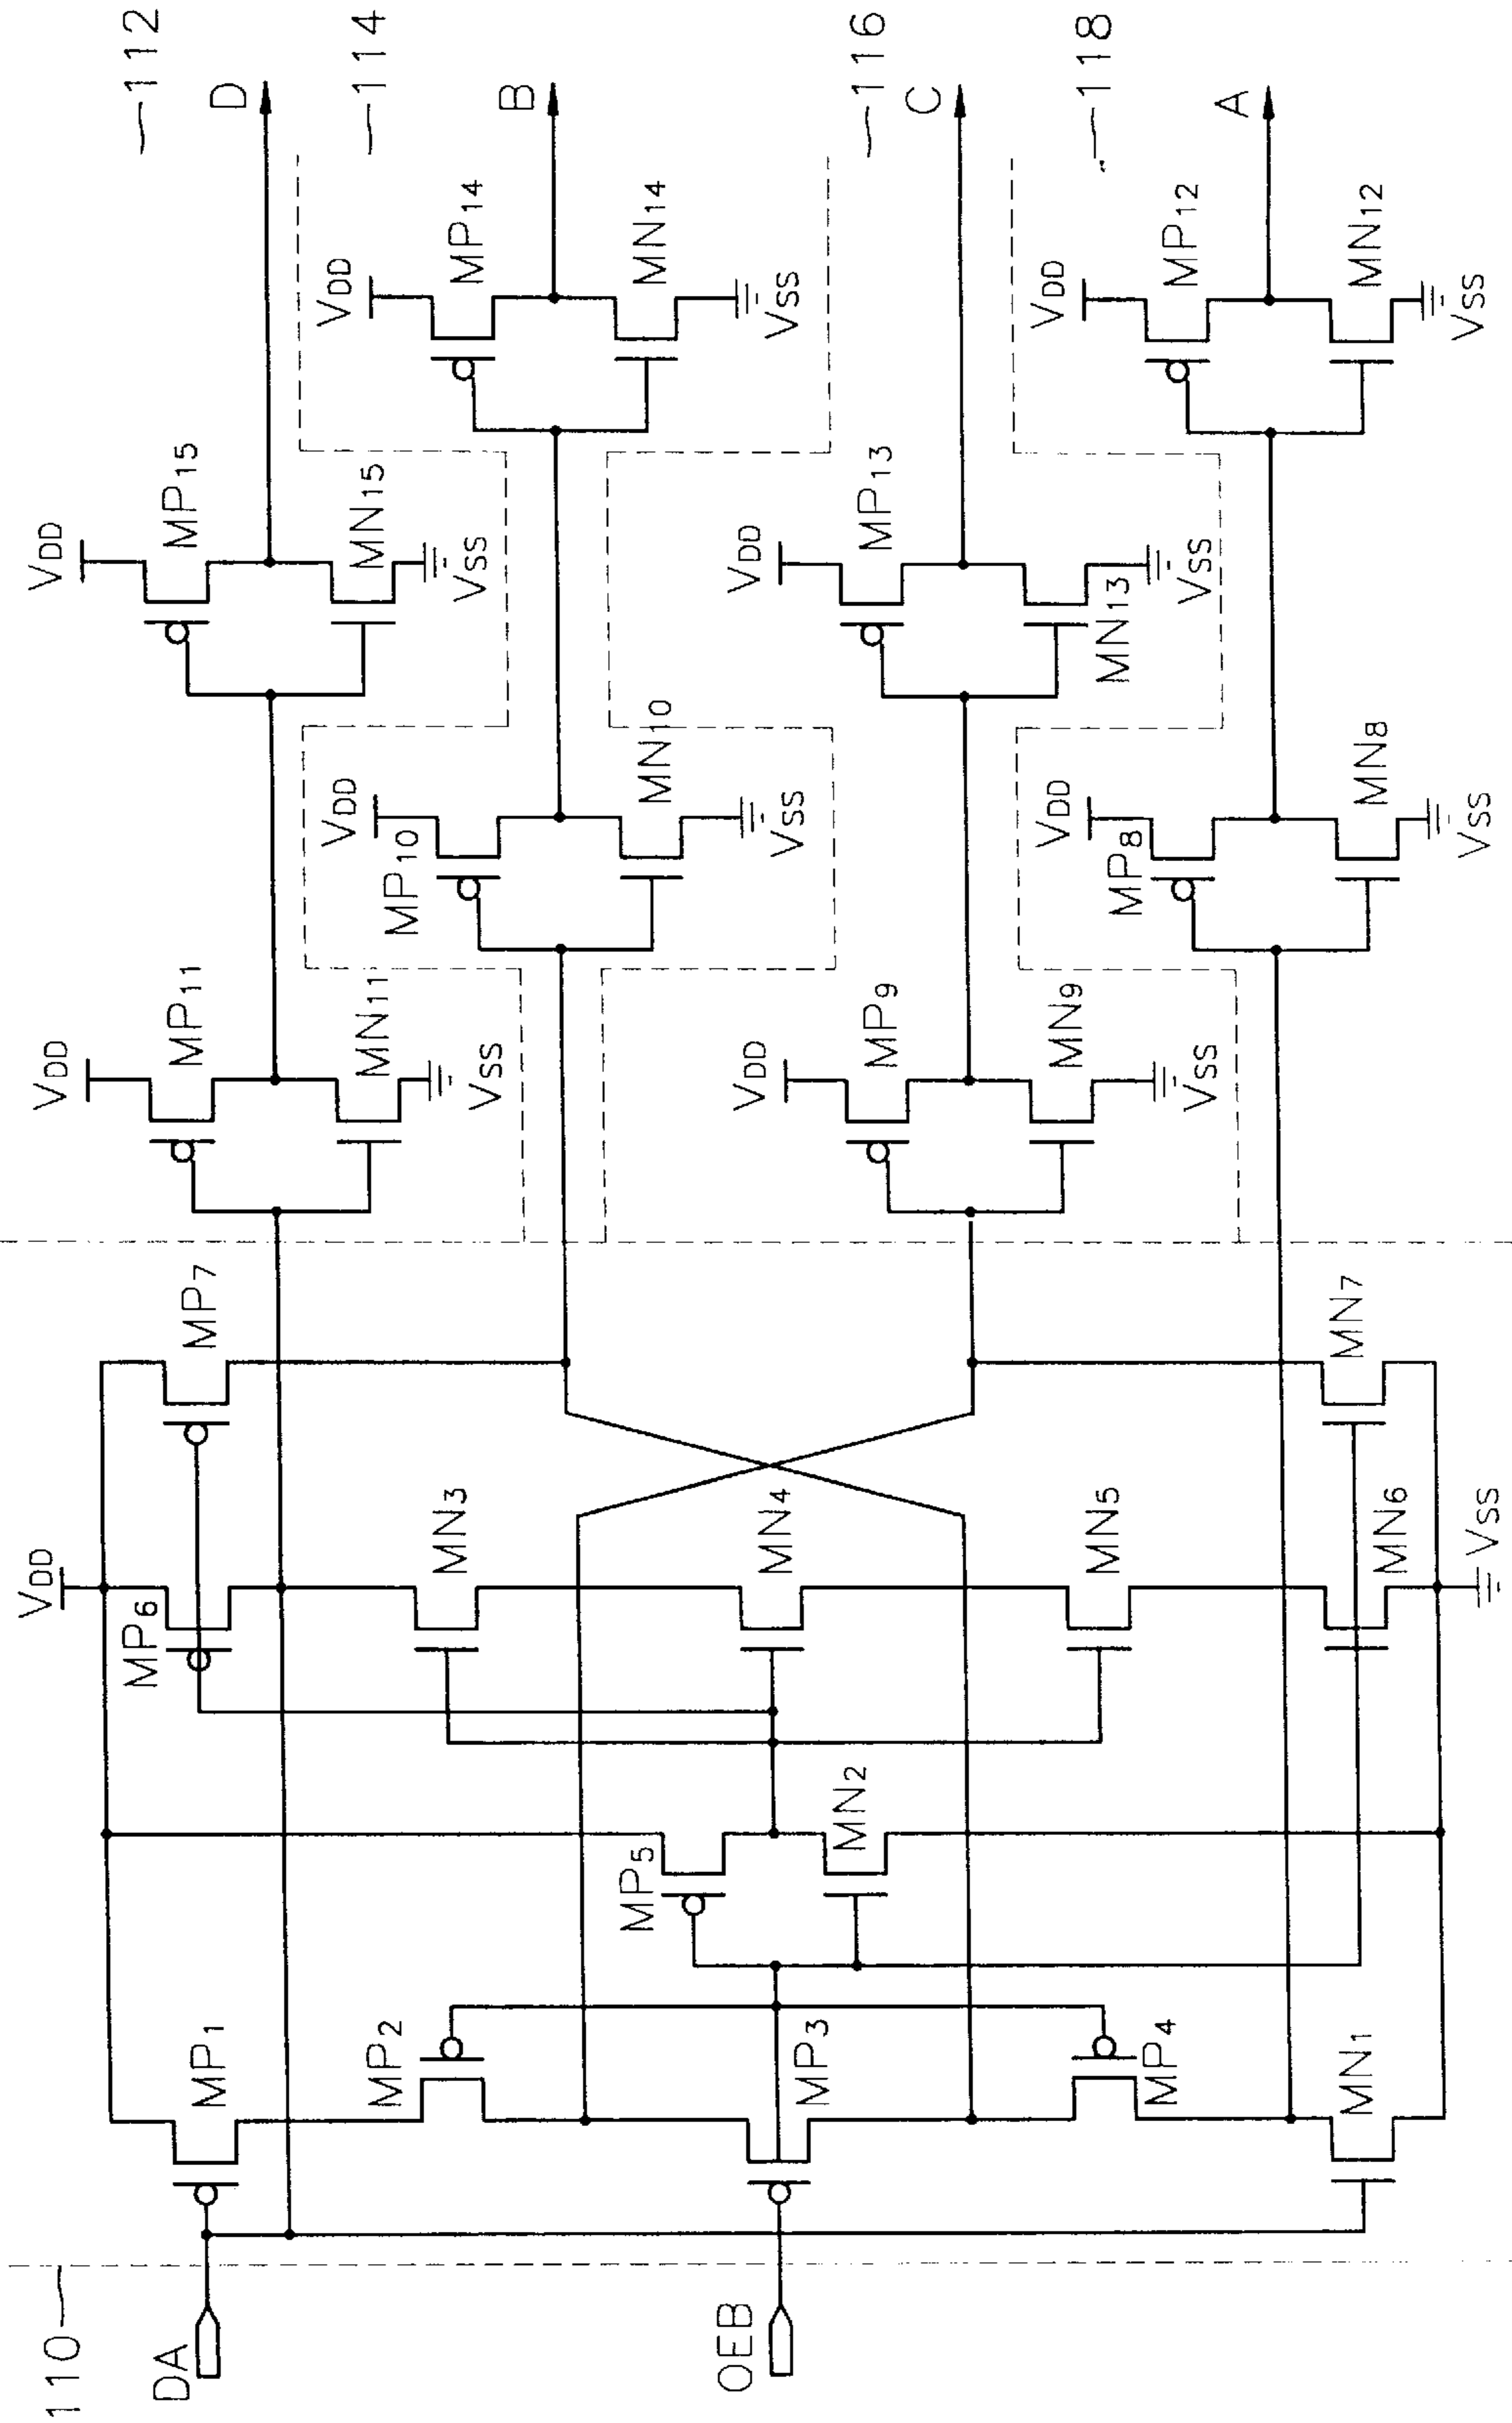 110
DA
OEB
MP1
MP2
MP3
MP4
MN1
MP5
MN2
VDD
MP6
MN3
MN4
MN5
MN6
VSS
MP7
MN7
VDD
MP11
MN11
VSS
VDD
MP9
MN9
VSS
VDD
MP10
MN10
VSS
VDD
MP8
MN8
VSS
VDD
MP15
MN15
VSS
VDD
MP13
MN13
VSS
VDD
MP14
MN14
VSS
VDD
MP12
MN12
VSS
D
B
C
A
112
114
116
118